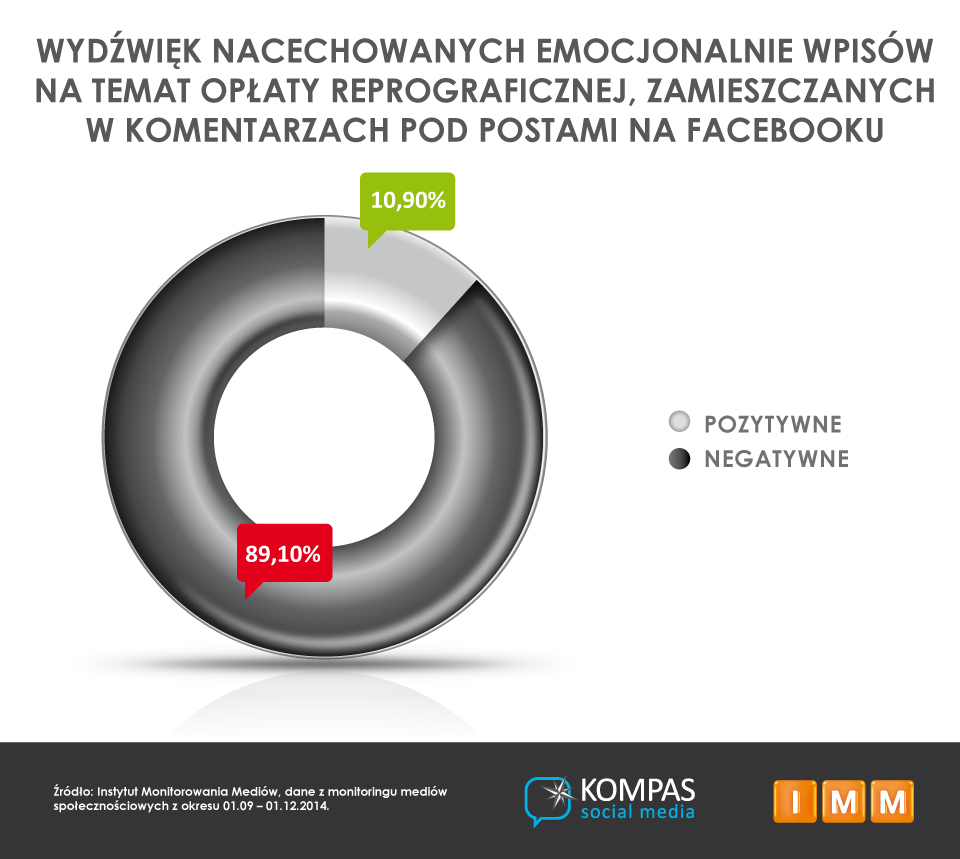 WYDŹWIĘK NACECHOWANYCH EMOCJONALNIE WPISÓW
NA TEMAT OPŁATY REPROGRAFICZNEJ, ZAMIESZCZANYCH
W KOMENTARZACH POD POSTAMI NA FACEBOOKU
10,90%
POZYTYWNE
NEGATYWNE
89,10%
Źródło: Instytut Monitorowania Mediów, dane z monitoringu mediów
społecznościowych z okresu 01.09 – 01.12.2014.
KOMPAS
social media
IMM